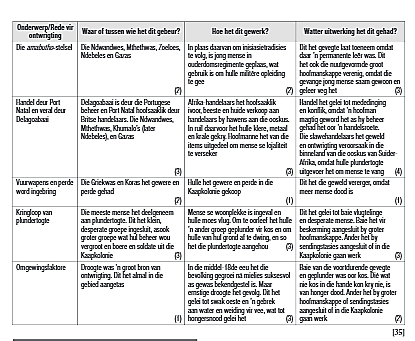 Onderwerp/Rede vir ontwrigting
Waar of tussen wie het dit gebeur?
Hoe het dit gewerk?
Watter uitwerking het dit gehad?
Die amabutho-stelsel
Die Ndwandwes, Mthethwas, Zoeloes,
Ndebeles en Gazas
(2)
In plaas daarvan om inisiasietradisies
te volg, is jong mense in
ouderdomsregimente geplaas, wat
gebruik is om hulle militêre opleiding
te gee
(2)
Dit het gevegte laat toeneem omdat
daar 'n permanente leër was. Dit
het ook die nuutgevormde groot
hoofmanskappe verenig, omdat die
gevange jong mense saam gewoon en
geleer veg het
(3)
Handel deur Port
Natal en veral deur
Delagoabaai
Delagoabaai is deur die Portugese
beheer en Port Natal hoofsaaklik deur
Britse handelaars. Die Ndwandwes,
Mthethwas, Khumalo's (later
Ndebeles), en Gazas
(3)
Afrika-handelaars het hoofsaaklik
ivoor, beeste en huide verkoop aan
handelaars by hawens aan die ooskus.
In ruil daarvoor het hulle klere, metaal
en krale gekry. Hoofmanne het van die
items uitgedeel om mense se lojaliteit
te verseker
(3)
Handel het gelei tot mededinging
en konflik, omdat 'n hoofman
magtig geword het as hy beheer
gehad het oor 'n handelsroete.
Die slawehandelaars het geweld
en ontwrigting veroorsaak in die
binneland van die ooskus van Suider-
Afrika, omdat hulle plundertogte
uitgevoer het om mense te vang
(4)
Vuurwapens en perde
word ingebring
Die Griekwas en Koras het gewere en
perde gehad
(2)
Hulle het gewere en perde in die
Kaapkolonie gekoop
(1)
Dit het die geweld vererger, omdat
meer mense dood is
(1)
Kringloop van
plundertogte
Die meeste mense het deelgeneem
aan plundertogte. Dit het klein,
desperate groepe ingesluit, asook
groter groepe wat hul beheer wou
vergroot en boere en soldate uit die
Kaapkolonie
(3)
Mense se woonplekke is ingeval en
hulle moes vlug. Om te oorleef het hulle
'n ander groep geplunder vir kos en om
hulle van hul grond af te dwing, en so
het die plundertogte aangehou
(3)
Dit het gelei tot baie vlugtelinge
en desperate mense. Baie het vir
beskerming aangesluit by groter
hoofmanskappe. Ander het by
sendingstasies aangesluit of in die
Kaapkolonie gaan werk
(3)
Omgewingsfaktore
Droogte was 'n groot bron van
ontwrigting. Dit het almal in die
gebied aangetas
(1)
In die middel-18de eeu het die
bevolking gegroei ná mielies suksesvol
as gewas bekendgestel is. Maar
ernstige droogte het gevolg. Dit het
gelei tot swak oeste en 'n gebrek
aan water en weiding vir vee, wat tot
hongersnood gelei het
(3)
Baie van die voortdurende gevegte
en geplunder was oor kos. Dié wat
nie kos in die hande kon kry nie, is
van honger dood. Ander het by groter
hoofmanskappe of sendingstasies
aangesluit of in die Kaapkolonie
gaan werk
(2)
[35]